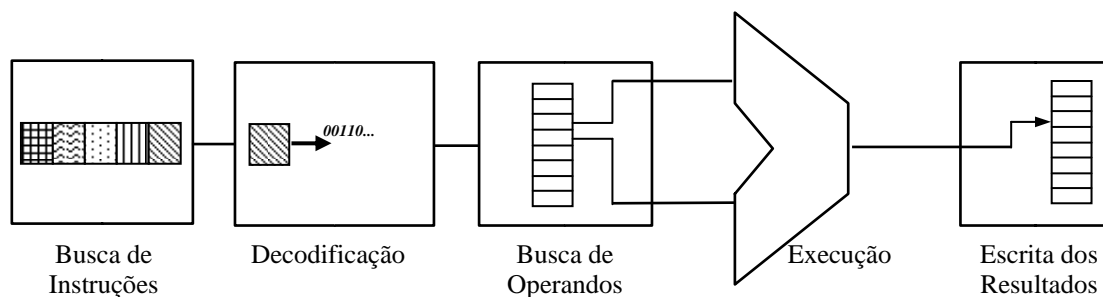 00110...
Busca de
Instruções
Decodificação
Busca de
Operandos
Execução
Escrita dos
Resultados